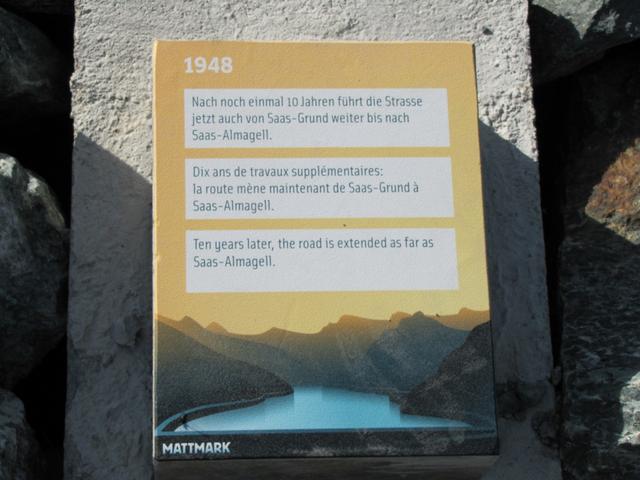 1948
Nach noch einmal 10 Jahren führt die Strasse
jetzt auch von Saas-Grund weiter bis nach
Saas-Almagell.
Dix ans de travaux supplémentaires:
la route mène maintenant de Saas-Grund à
Saas-Almagell.
Ten years later, the road is extended as far as
Saas-Almagell.
MATTMARK